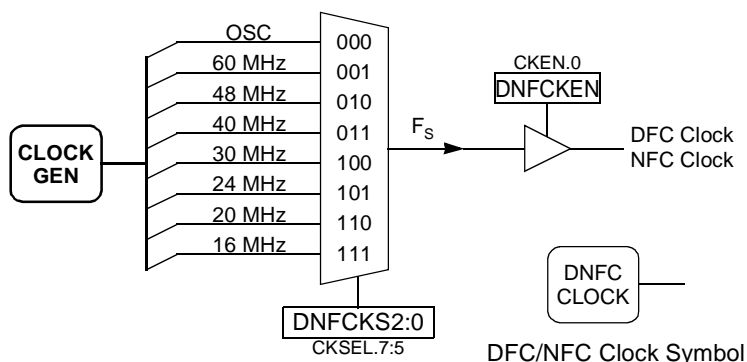 OSC
60 MHz
48 MHz
40 MHz
30 MHz
24 MHz
20 MHz
16 MHz
CLOCK
GEN
000
001
010
011
100
101
110
111
DNFCKS2:0
CKSEL.7:5
FS
CKEN.0
DNFCKEN
DFC Clock
NFC Clock
DNFC
CLOCK
DFC/NFC Clock Symbol